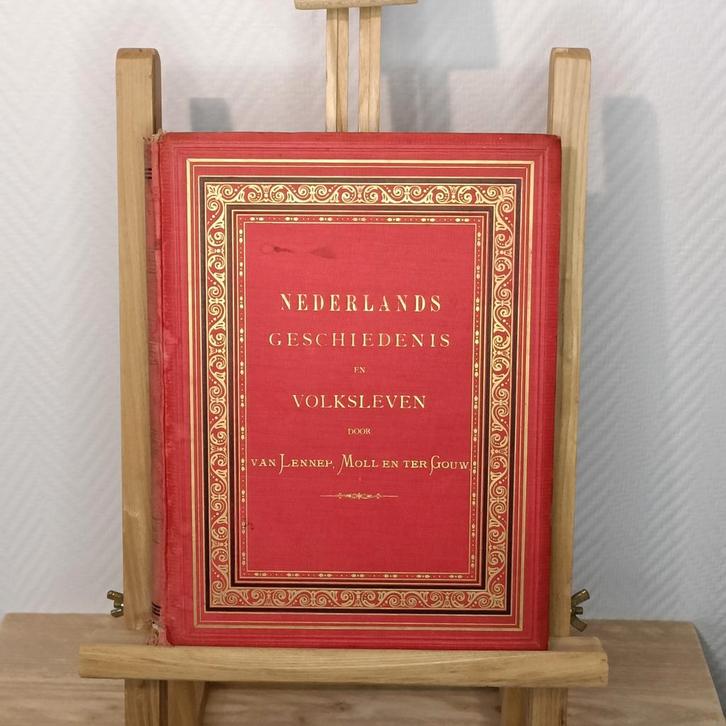 NEDERLANDS
GESCHIEDENIS
EN
VOLKSLEVEN
DOOR
VAN LENNEP, MOLL EN TER GOUW